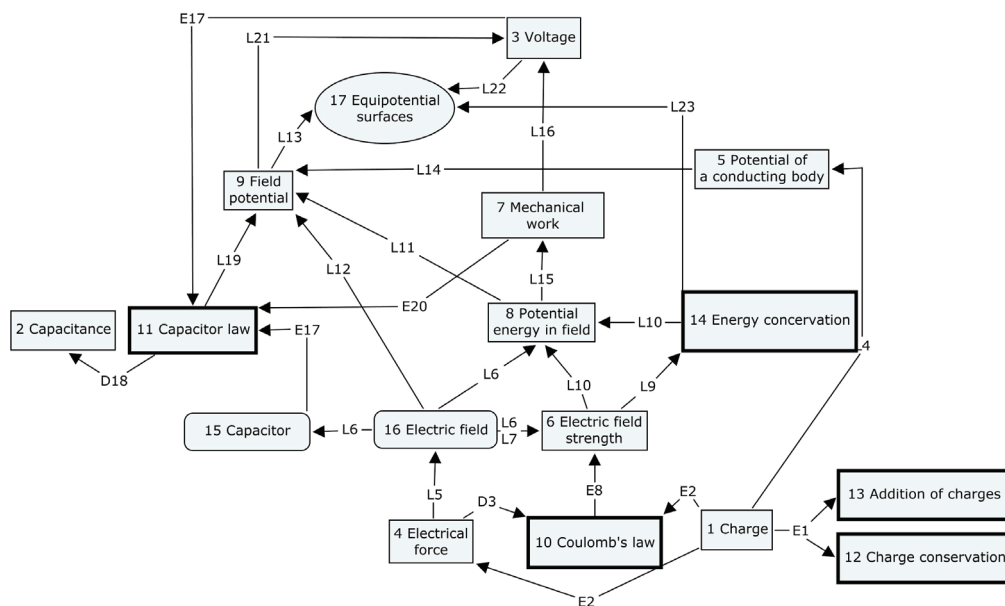 E17
L21
3 Voltage
L22
17 Equipotential
surfaces
L23
L13
L16
5 Potential of
a conducting body
L14
9 Field
potential
7 Mechanical
work
L11
L19
L12
L15
E20
8 Potential
energy in field
14 Energy concervation
2 Capacitance
11 Capacitor law
E17
L10
L4
D18
L6
L10
L9
15 Capacitor
L6
16 Electric field
L6
L7
6 Electric field
strength
L5
D3
E8
E2
13 Addition of charges
4 Electrical
force
10 Coulomb's law
1 Charge
E1
12 Charge conservation
E2